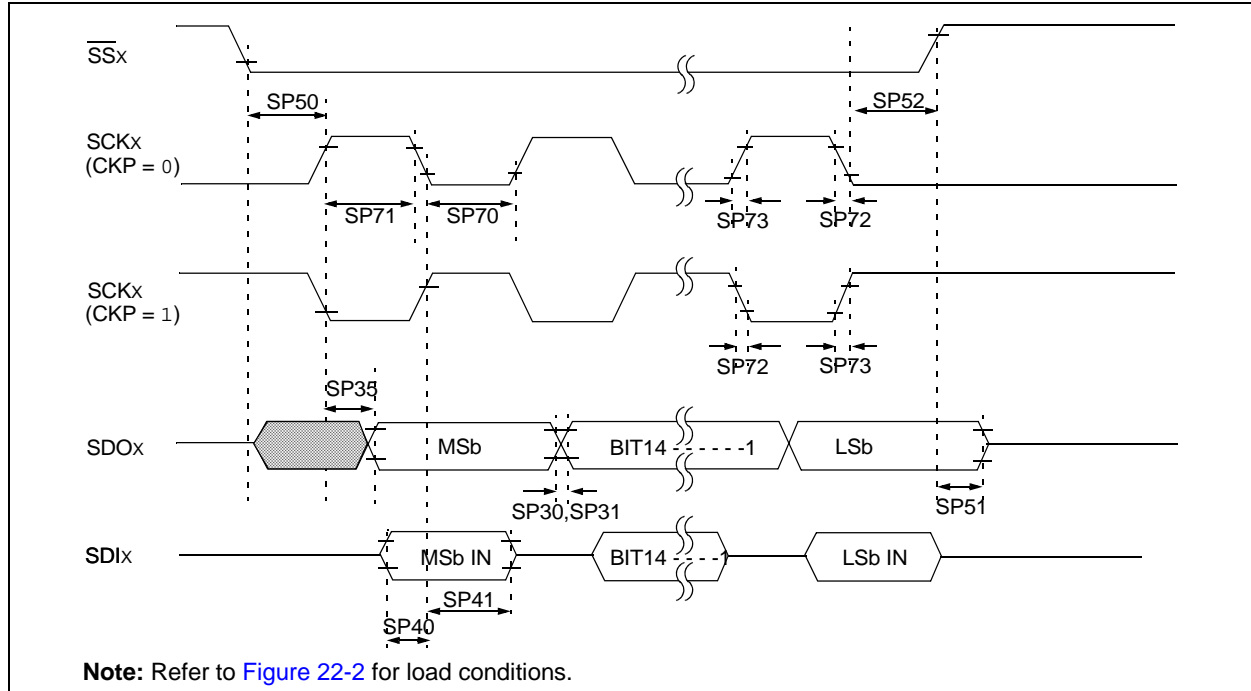 SSX
SP50
SP52
SCKX
(CKP = 0)
SP71
SP70
SP73
SP72
SCKX
(CKP = 1)
SP72
SP73
SP35
SDOX
MSb
BIT14 - - - - - -1
LSb
SP30,SP31
SP51
SDIX
MSb IN
BIT14 - - - - -1
LSb IN
SP41
SP40
Note: Refer to Figure 22-2 for load conditions.